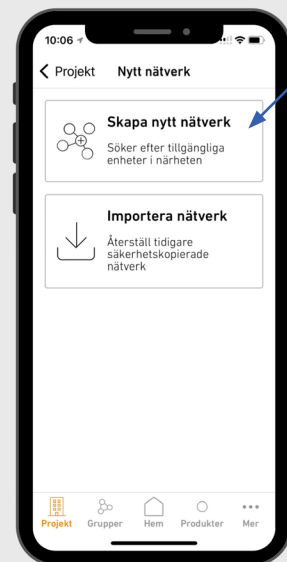 10:06
Projekt Nytt nätverk
Skapa nytt nätverk
Söker efter tillgängliga
enheter i närheten
Importera nätverk
Återställ tidigare
säkerhetskopierade
nätverk
Projekt Grupper Hem Produkter Mer